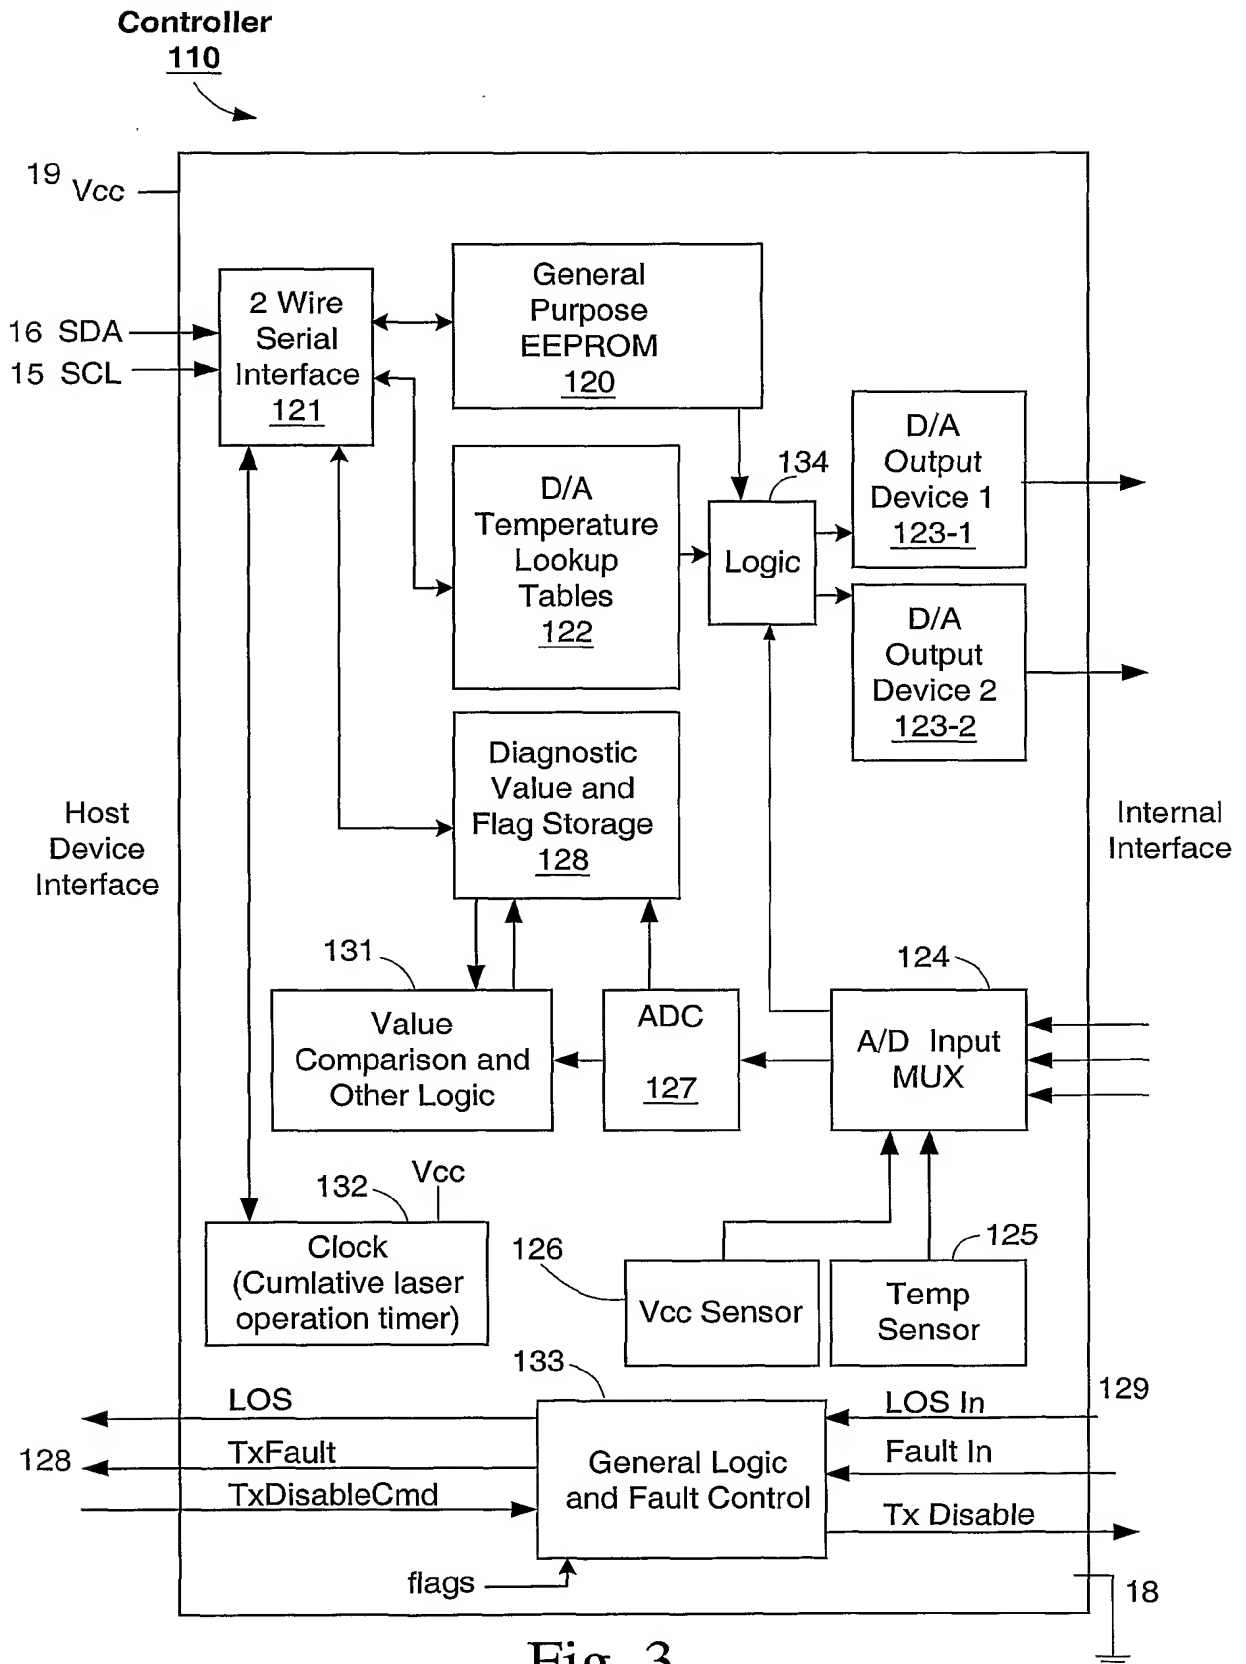 Controller
110
19 Vcc
16 SDA
15 SCL
2 Wire
Serial
Interface
121
General
Purpose
EEPROM
120
D/A
Temperature
Lookup
Tables
122
134
Logic
D/A
Output
Device 1
123-1
D/A
Output
Device 2
123-2
Host
Device
Interface
Diagnostic
Value and
Flag Storage
128
Internal
Interface
131
Value
Comparison and
Other Logic
ADC
127
124
A/D Input
MUX
132
Vcc
Clock
(Cumlative laser
operation timer)
126
Vcc Sensor
125
Temp
Sensor
133
General Logic
and Fault Control
LOS
128
TxFault
TxDisableCmd
flags
LOS In
129
Fault In
Tx Disable
18
Fig. 3